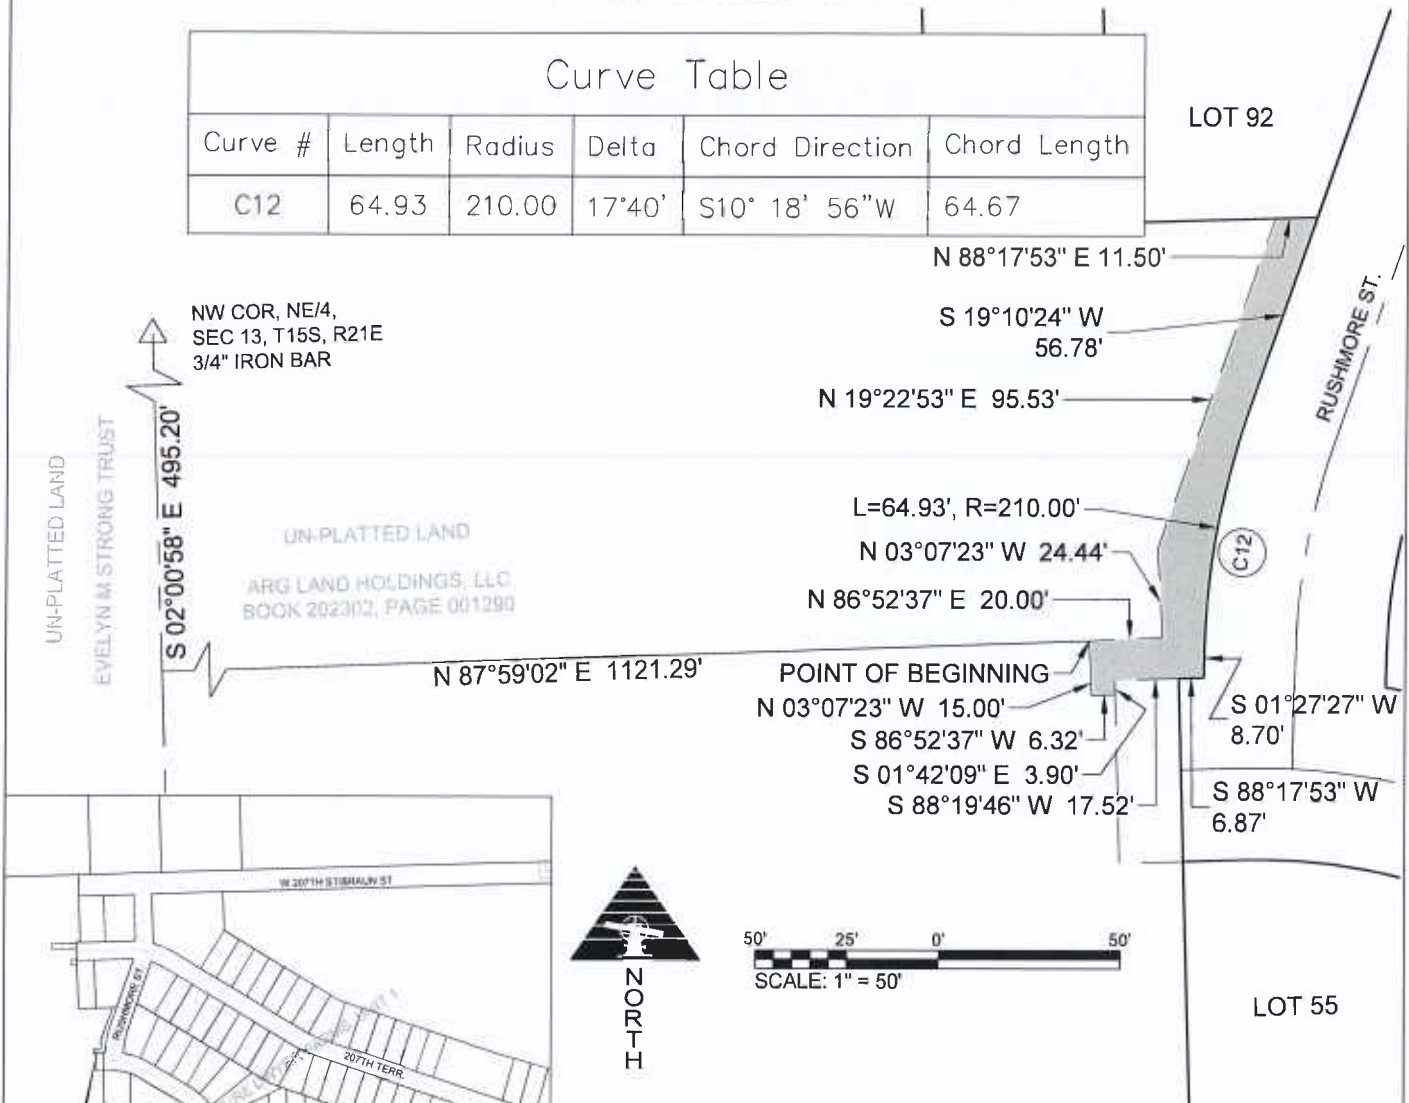 Curve Table
Curve # Length Radius Delta Chord Direction Chord Length
C12 64.93 210.00 17°40' S10° 18' 56"W 64.67
LOT 92
N 88°17'53" E 11.50'
NW COR, NE/4,
SEC 13, T15S, R21E
3/4" IRON BAR
S 19°10'24" W
56.78'
RUSHMORE ST.
N 19°22'53" E 95.53'
S 02°00'58" E 495.20'
UN-PLATTED LAND
EVELYN M STRONG TRUST
UN-PLATTED LAND
ARG LAND HOLDINGS, LLC
BOOK 202302, PAGE 001290
L=64.93', R=210.00'
C12
N 03°07'23" W 24.44'
N 86°52'37" E 20.00'
N 87°59'02" E 1121.29'
POINT OF BEGINNING
N 03°07'23" W 15.00'
S 86°52'37" W 6.32'
S 01°42'09" E 3.90'
S 88°19'46" W 17.52'
S 01°27'27" W
8.70'
S 88°17'53" W
6.87'
W 207TH ST/BRAUN ST
RUSHMORE ST
207TH TERR.
NORTH
50' 25' 0' 50'
SCALE: 1" = 50'
LOT 55